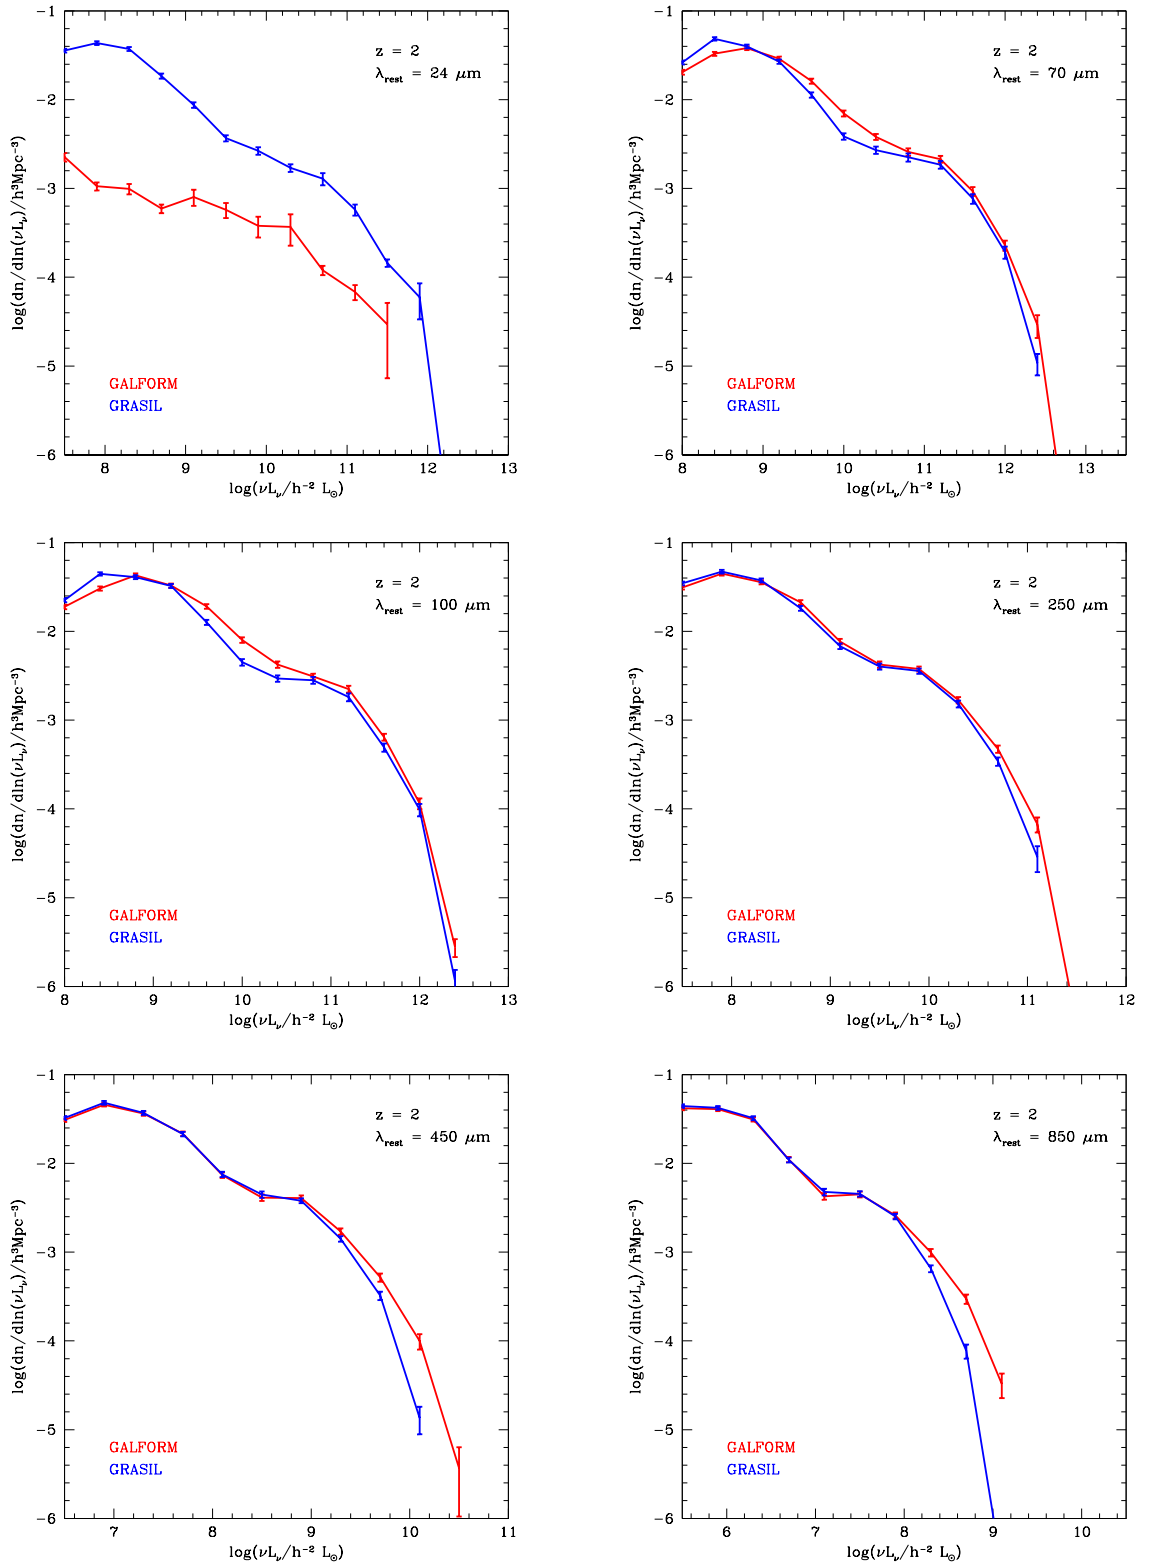 −1
−2
−3
−4
−5
−6
log(dn/dln(νLν)/h³Mpc⁻³)
z = 2
λrest = 24 μm
GALFORM
GRASIL
8 9 10 11 12 13
log(νLν/h⁻² L⊙)
−1
−2
−3
−4
−5
−6
log(dn/dln(νLν)/h³Mpc⁻³)
z = 2
λrest = 70 μm
GALFORM
GRASIL
8 9 10 11 12 13
log(νLν/h⁻² L⊙)
−1
−2
−3
−4
−5
−6
log(dn/dln(νLν)/h³Mpc⁻³)
z = 2
λrest = 100 μm
GALFORM
GRASIL
8 9 10 11 12 13
log(νLν/h⁻² L⊙)
−1
−2
−3
−4
−5
−6
log(dn/dln(νLν)/h³Mpc⁻³)
z = 2
λrest = 250 μm
GALFORM
GRASIL
8 9 10 11 12
log(νLν/h⁻² L⊙)
−1
−2
−3
−4
−5
−6
log(dn/dln(νLν)/h³Mpc⁻³)
z = 2
λrest = 450 μm
GALFORM
GRASIL
7 8 9 10 11
log(νLν/h⁻² L⊙)
−1
−2
−3
−4
−5
−6
log(dn/dln(νLν)/h³Mpc⁻³)
z = 2
λrest = 850 μm
GALFORM
GRASIL
6 7 8 9 10
log(νLν/h⁻² L⊙)